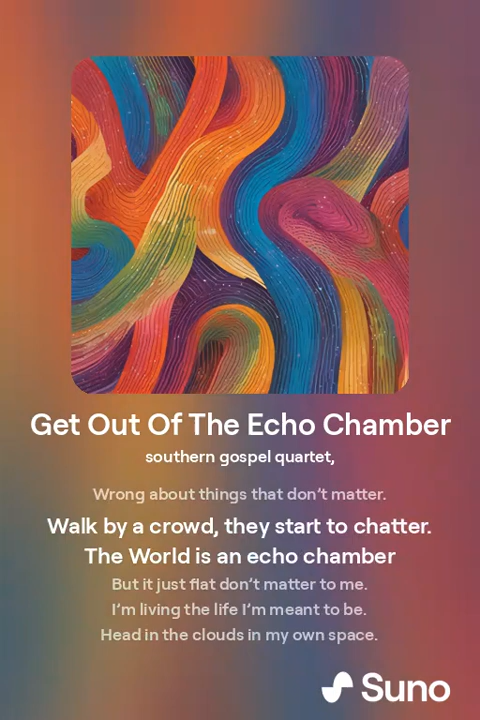 Get Out Of The Echo Chamber
southern gospel quartet,
Wrong about things that don't matter.
Walk by a crowd, they start to chatter.
The World is an echo chamber
But it just flat don't matter to me.
I'm living the life I'm meant to be.
Head in the clouds in my own space.
Suno